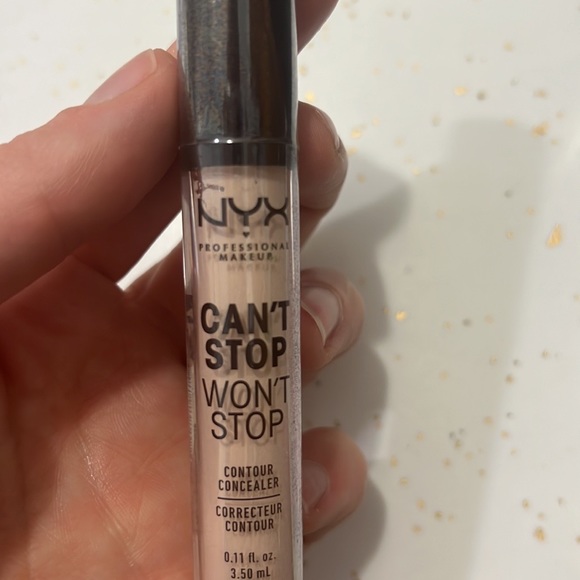 NYX
PROFESSIONAL
MAKEUP
CAN'T
STOP
WON'T
STOP
CONTOUR
CONCEALER
CORRECTEUR
CONTOUR
0.11 fl. oz.
3.50 mL